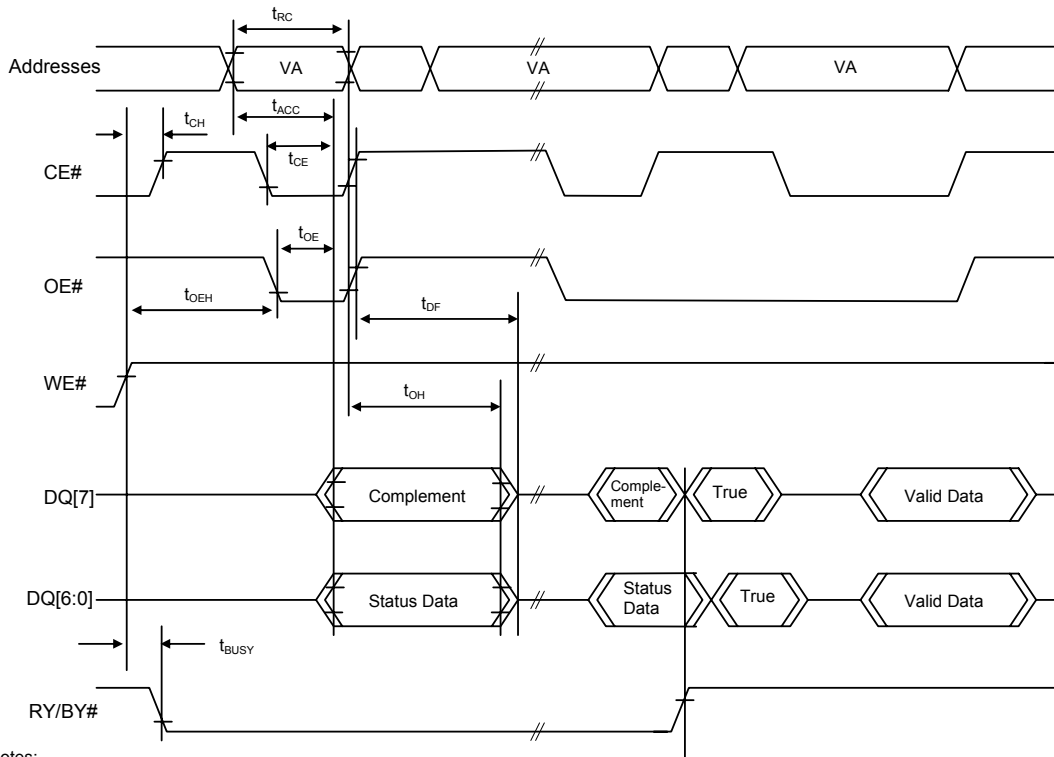 tRC
Addresses VA VA VA
tACC
tCH
tCE
CE#
tOE
OE#
tOEH
tDF
WE#
tOH
DQ[7] Complement Comple-
ment True Valid Data
DQ[6:0] Status Data Status
Data True Valid Data
tBUSY
RY/BY#